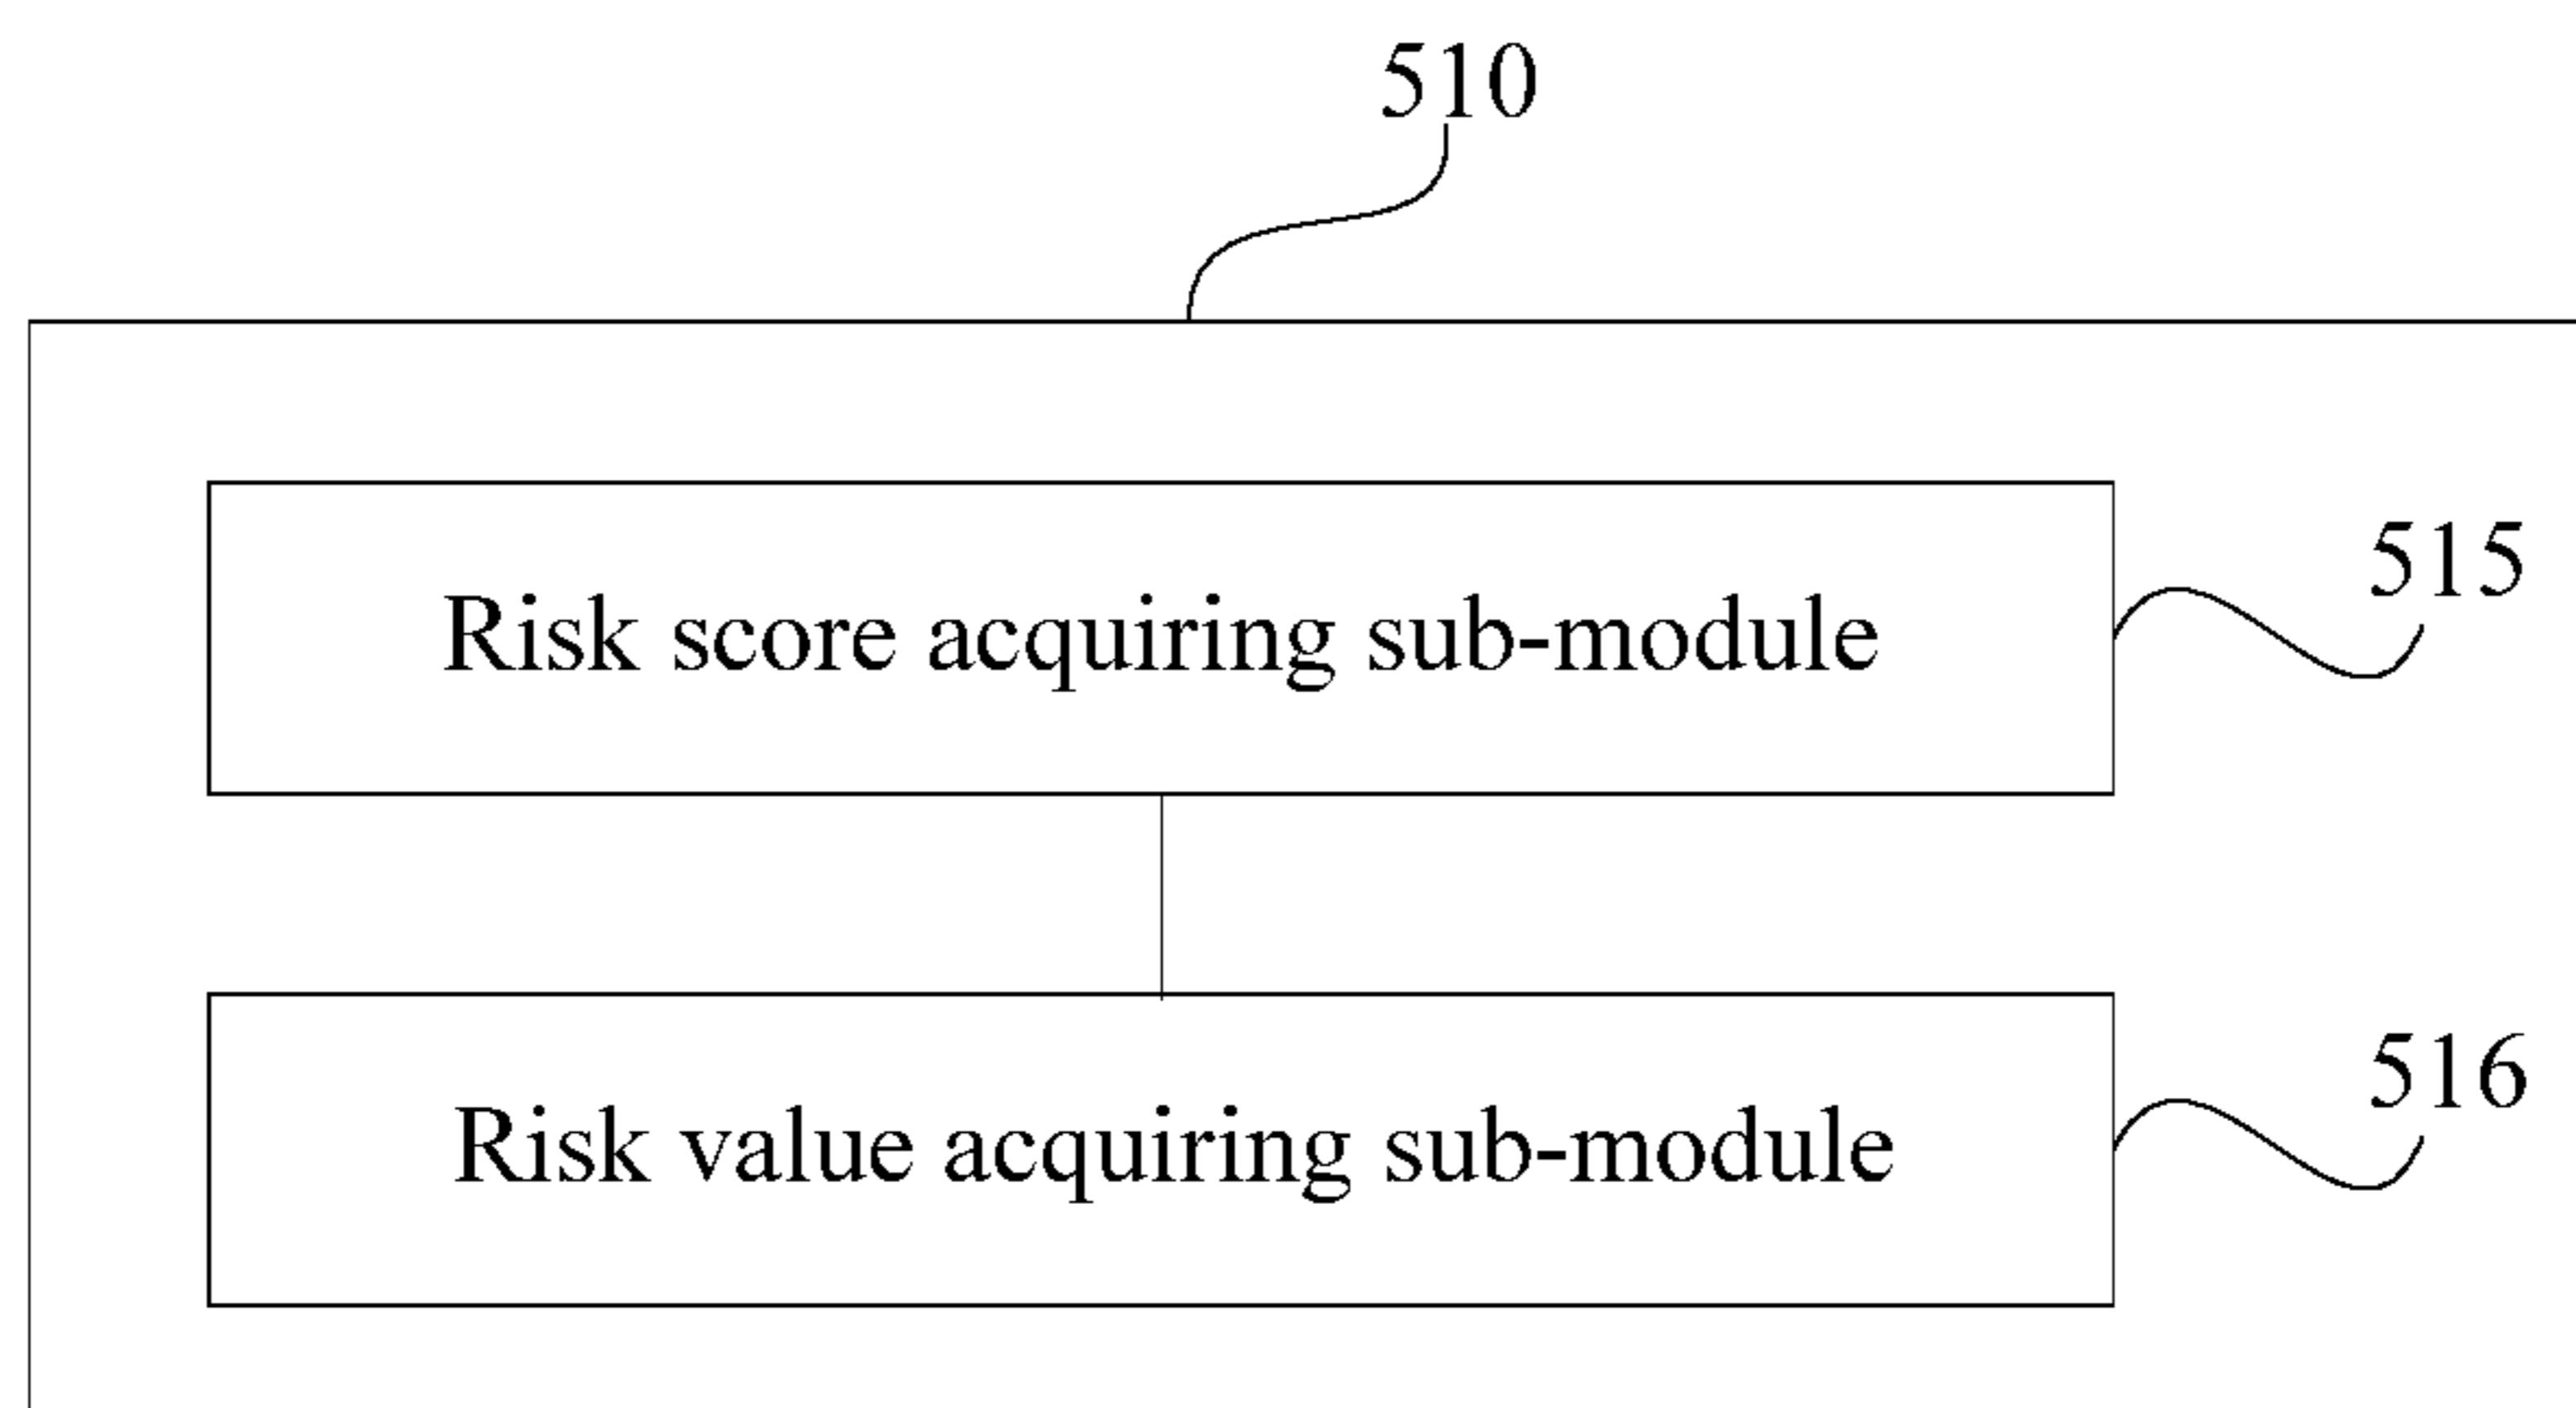 510
Risk score acquiring sub-module
515
Risk value acquiring sub-module
516